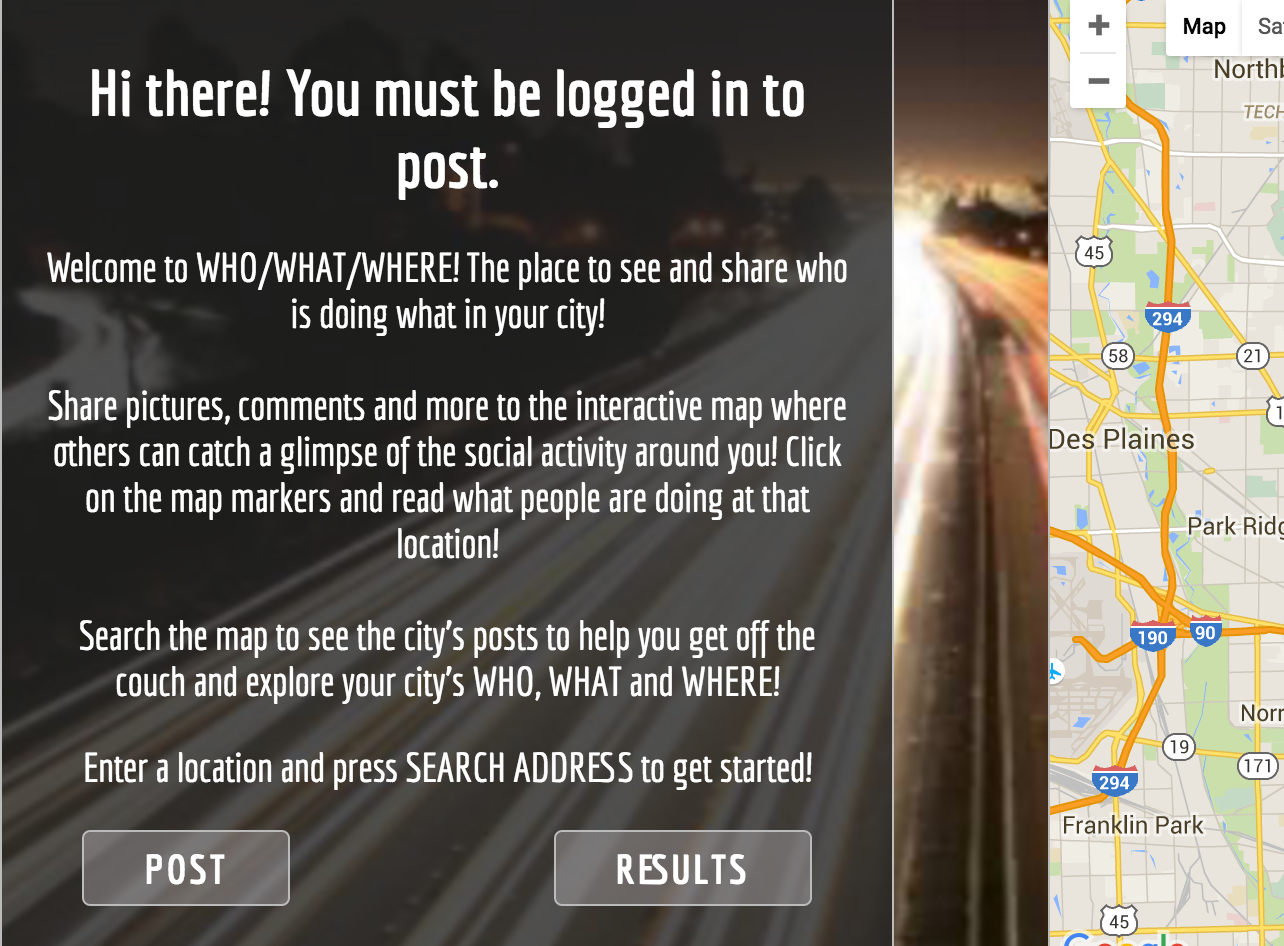 Hi there! You must be logged in to
post.
Welcome to WHO/WHAT/WHERE! The place to see and share who
is doing what in your city!
Share pictures, comments and more to the interactive map where
others can catch a glimpse of the social activity around you! Click
on the map markers and read what people are doing at that
location!
Search the map to see the city's posts to help you get off the
couch and explore your city's WHO, WHAT and WHERE!
Enter a location and press SEARCH ADDRESS to get started!
POST
RESULTS
+
Map
Sa
−
Northb
TECH
45
294
58
21
1
Des Plaines
Park Ridg
190
90
Norr
19
171
294
Franklin Park
45
Google